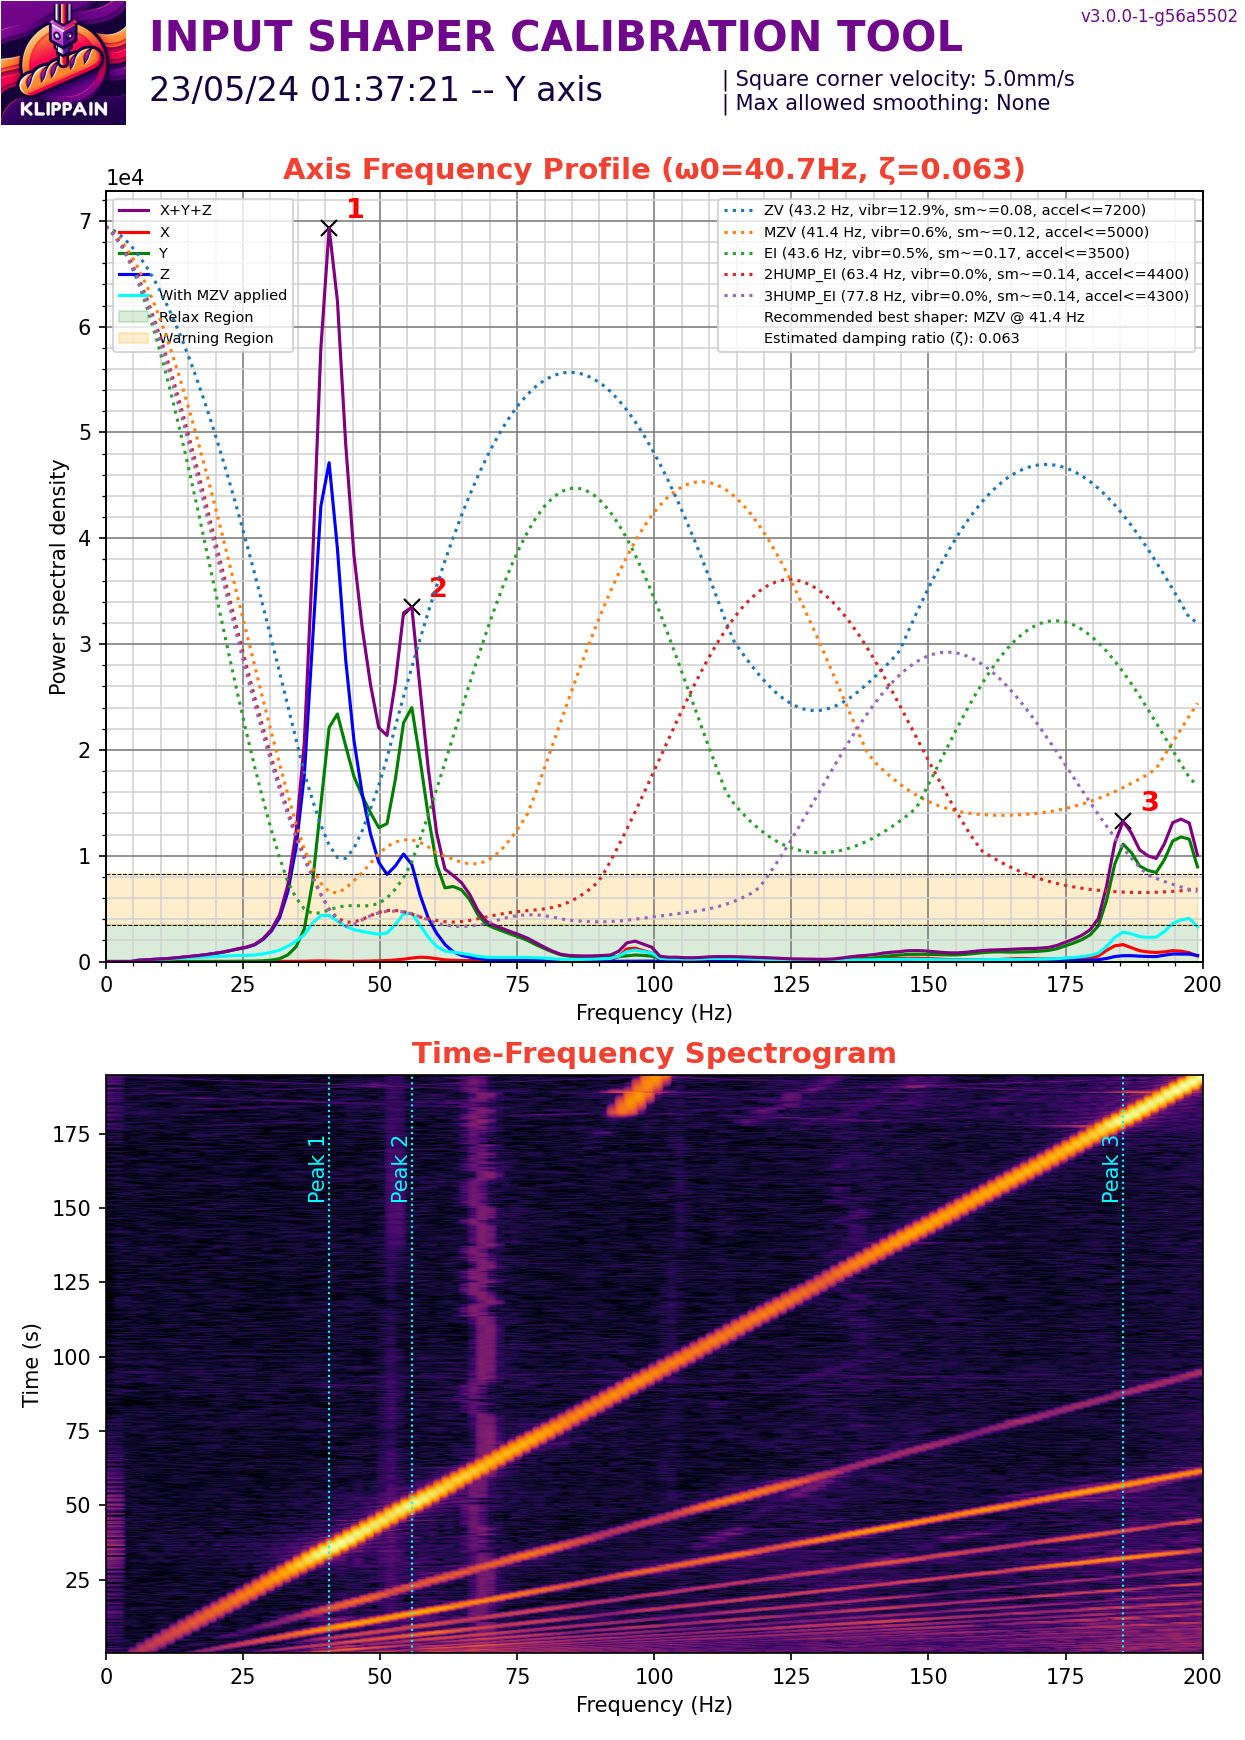 v3.0.0-1-g56a5502
INPUT SHAPER CALIBRATION TOOL
23/05/24 01:37:21 -- Y axis
| Square corner velocity: 5.0mm/s
| Max allowed smoothing: None
KLIPPAIN
Axis Frequency Profile (ω0=40.7Hz, ζ=0.063)
1e4
X+Y+Z
X
Y
Z
With MZV applied
Relax Region
Warning Region
ZV (43.2 Hz, vibr=12.9%, sm~=0.08, accel<=7200)
MZV (41.4 Hz, vibr=0.6%, sm~=0.12, accel<=5000)
EI (43.6 Hz, vibr=0.5%, sm~=0.17, accel<=3500)
2HUMP_EI (63.4 Hz, vibr=0.0%, sm~=0.14, accel<=4400)
3HUMP_EI (77.8 Hz, vibr=0.0%, sm~=0.14, accel<=4300)
Recommended best shaper: MZV @ 41.4 Hz
Estimated damping ratio (ζ): 0.063
1
2
3
7
6
5
4
3
2
1
0
Power spectral density
0 25 50 75 100 125 150 175 200
Frequency (Hz)
Time-Frequency Spectrogram
Peak 1
Peak 2
Peak 3
175
150
125
100
75
50
25
Time (s)
0 25 50 75 100 125 150 175 200
Frequency (Hz)